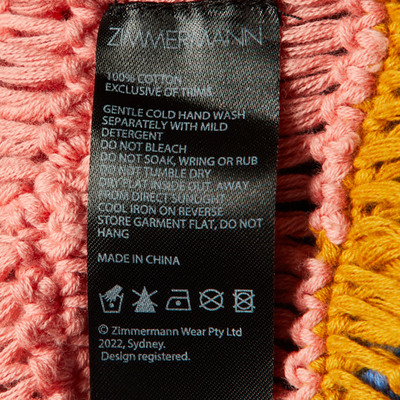 ZIMMERMANN
100% COTTON
EXCLUSIVE OF TRIMS
GENTLE COLD HAND WASH
SEPARATELY WITH MILD
DETERGENT
DO NOT BLEACH
DO NOT SOAK, WRING OR RUB
DO NOT TUMBLE DRY
DRY FLAT INSIDE OUT, AWAY
FROM DIRECT SUNLIGHT
COOL IRON ON REVERSE
STORE GARMENT FLAT, DO NOT
HANG
MADE IN CHINA
© Zimmermann Wear Pty Ltd
2022, Sydney.
Design registered.